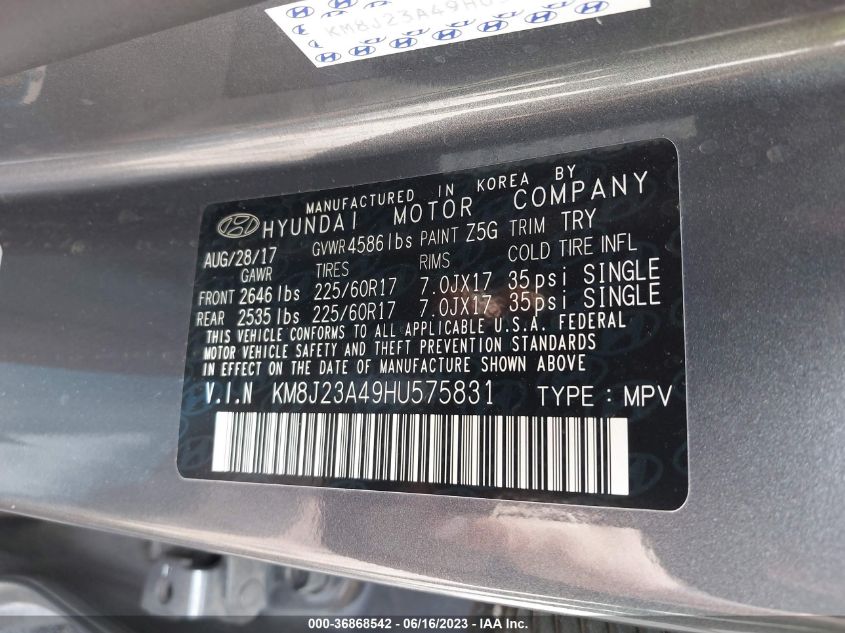 KM8J23A49HU
MANUFACTURED IN KOREA BY
HYUNDAI MOTOR COMPANY
AUG/28/17 GVWR 4586 lbs PAINT Z5G TRIM TRY
GAWR TIRES RIMS COLD TIRE INFL
FRONT 2646 lbs 225/60R17 7.0JX17 35psi SINGLE
REAR 2535 lbs 225/60R17 7.0JX17 35psi SINGLE
THIS VEHICLE CONFORMS TO ALL APPLICABLE U.S.A. FEDERAL
MOTOR VEHICLE SAFETY AND THEFT PREVENTION STANDARDS
IN EFFECT ON THE DATE OF MANUFACTURE SHOWN ABOVE
V.I.N KM8J23A49HU575831 TYPE : MPV
000-36868542 - 06/16/2023 - © IAA Inc.